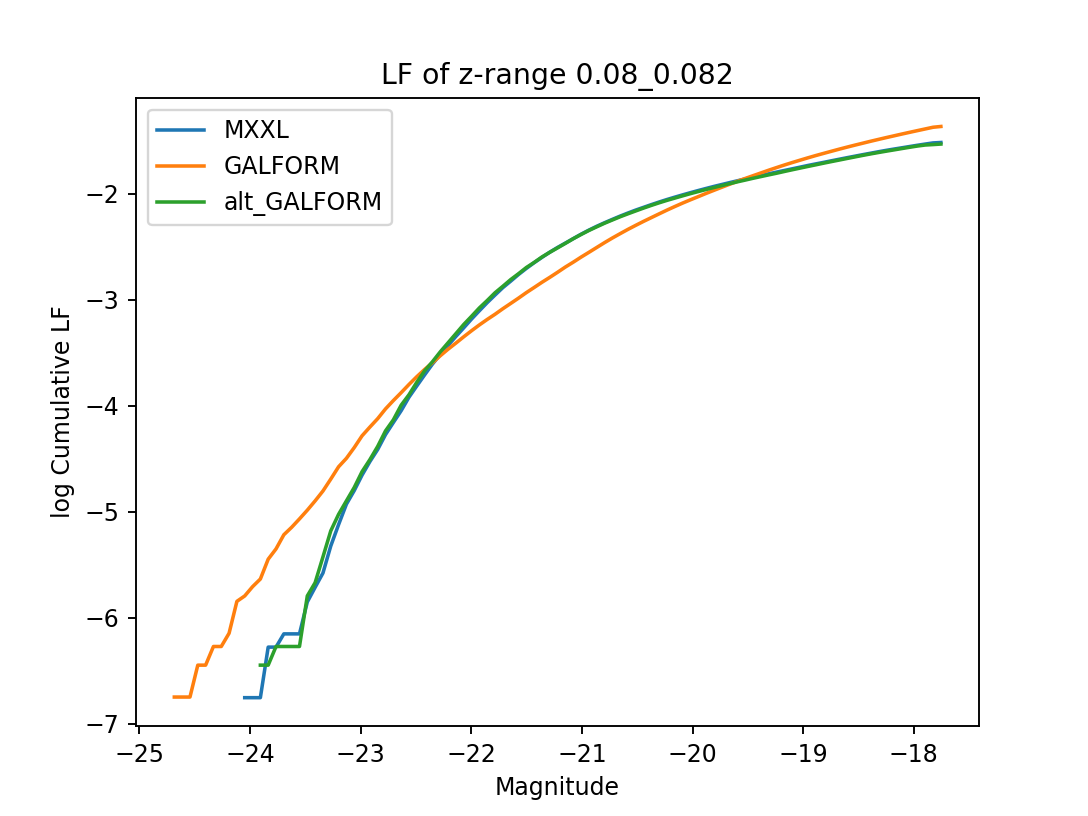 LF of z-range 0.08_0.082
MXXL
GALFORM
alt_GALFORM
log Cumulative LF
−2
−3
−4
−5
−6
−7
−25 −24 −23 −22 −21 −20 −19 −18
Magnitude